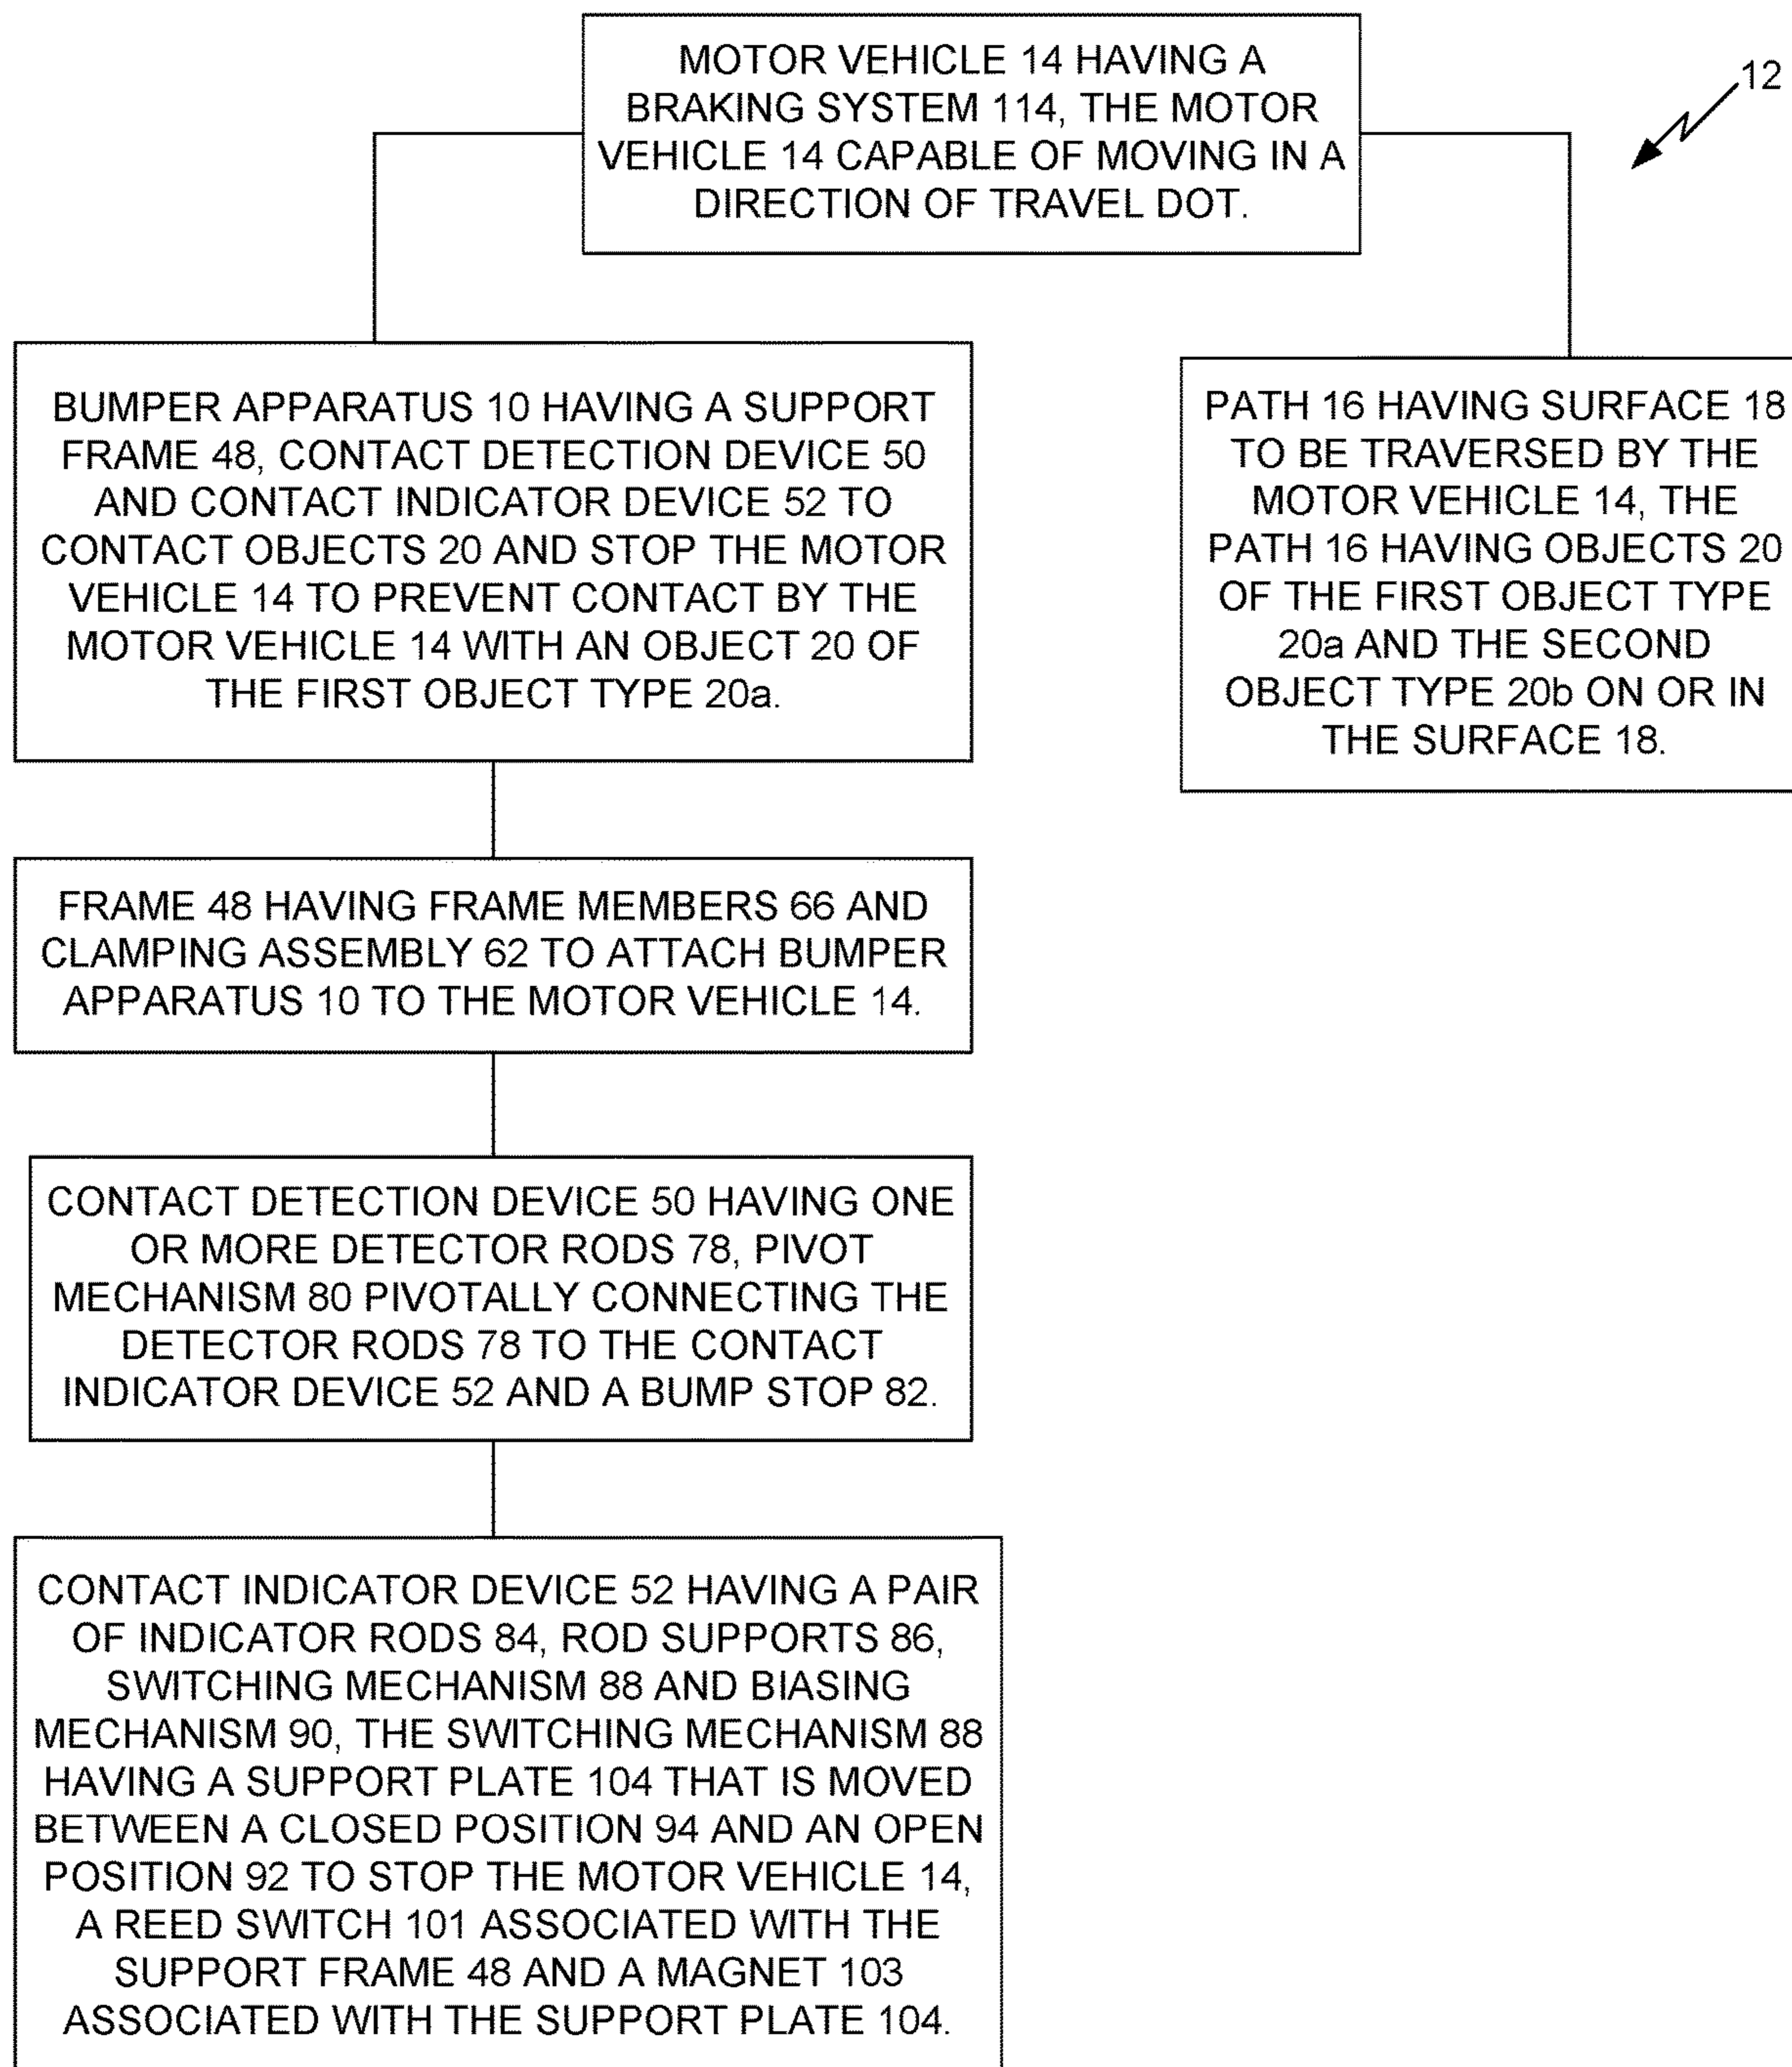 MOTOR VEHICLE 14 HAVING A
BRAKING SYSTEM 114, THE MOTOR
VEHICLE 14 CAPABLE OF MOVING IN A
DIRECTION OF TRAVEL DOT.
12
BUMPER APPARATUS 10 HAVING A SUPPORT
FRAME 48, CONTACT DETECTION DEVICE 50
AND CONTACT INDICATOR DEVICE 52 TO
CONTACT OBJECTS 20 AND STOP THE MOTOR
VEHICLE 14 TO PREVENT CONTACT BY THE
MOTOR VEHICLE 14 WITH AN OBJECT 20 OF
THE FIRST OBJECT TYPE 20a.
PATH 16 HAVING SURFACE 18
TO BE TRAVERSED BY THE
MOTOR VEHICLE 14, THE
PATH 16 HAVING OBJECTS 20
OF THE FIRST OBJECT TYPE
20a AND THE SECOND
OBJECT TYPE 20b ON OR IN
THE SURFACE 18.
FRAME 48 HAVING FRAME MEMBERS 66 AND
CLAMPING ASSEMBLY 62 TO ATTACH BUMPER
APPARATUS 10 TO THE MOTOR VEHICLE 14.
CONTACT DETECTION DEVICE 50 HAVING ONE
OR MORE DETECTOR RODS 78, PIVOT
MECHANISM 80 PIVOTALLY CONNECTING THE
DETECTOR RODS 78 TO THE CONTACT
INDICATOR DEVICE 52 AND A BUMP STOP 82.
CONTACT INDICATOR DEVICE 52 HAVING A PAIR
OF INDICATOR RODS 84, ROD SUPPORTS 86,
SWITCHING MECHANISM 88 AND BIASING
MECHANISM 90, THE SWITCHING MECHANISM 88
HAVING A SUPPORT PLATE 104 THAT IS MOVED
BETWEEN A CLOSED POSITION 94 AND AN OPEN
POSITION 92 TO STOP THE MOTOR VEHICLE 14,
A REED SWITCH 101 ASSOCIATED WITH THE
SUPPORT FRAME 48 AND A MAGNET 103
ASSOCIATED WITH THE SUPPORT PLATE 104.